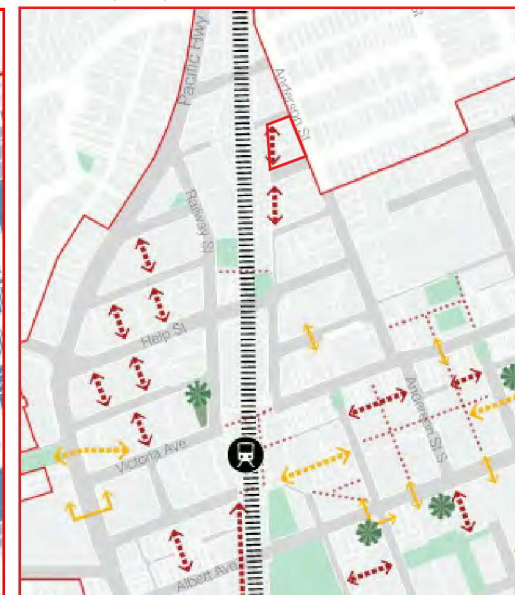 Pacific Hwy
Anderson St
Railway St
Help St
Anderson St S
Victoria Ave
Albert Ave